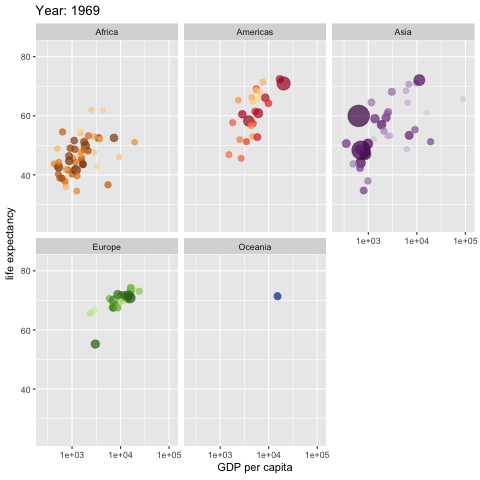 Year: 1969
Africa
Americas
Asia
80
60
40
1e+03 1e+04 1e+05
life expectancy
Europe
Oceania
80
60
40
1e+03 1e+04 1e+05
1e+03 1e+04 1e+05
GDP per capita